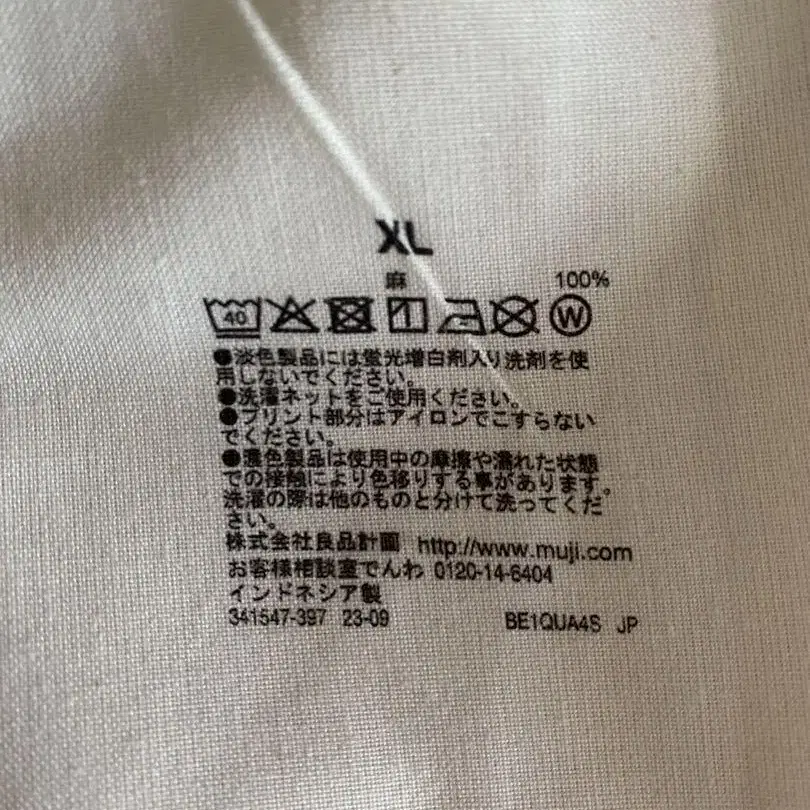 XL
麻 100%
40 W
●淡色製品には蛍光増白剤入り洗剤を使
用しないでください。
●洗濯ネットをご使用ください。
●プリント部分はアイロンでこすらない
でください。
●濃色製品は使用中の摩擦や濡れた状態
での接触により色移りする事があります。
洗濯の際は他のものと分けて洗ってくだ
さい。
株式会社良品計画 http://www.muji.com
お客様相談室でんわ 0120-14-6404
インドネシア製
341547-397 23-09 BE1QUA4S JP